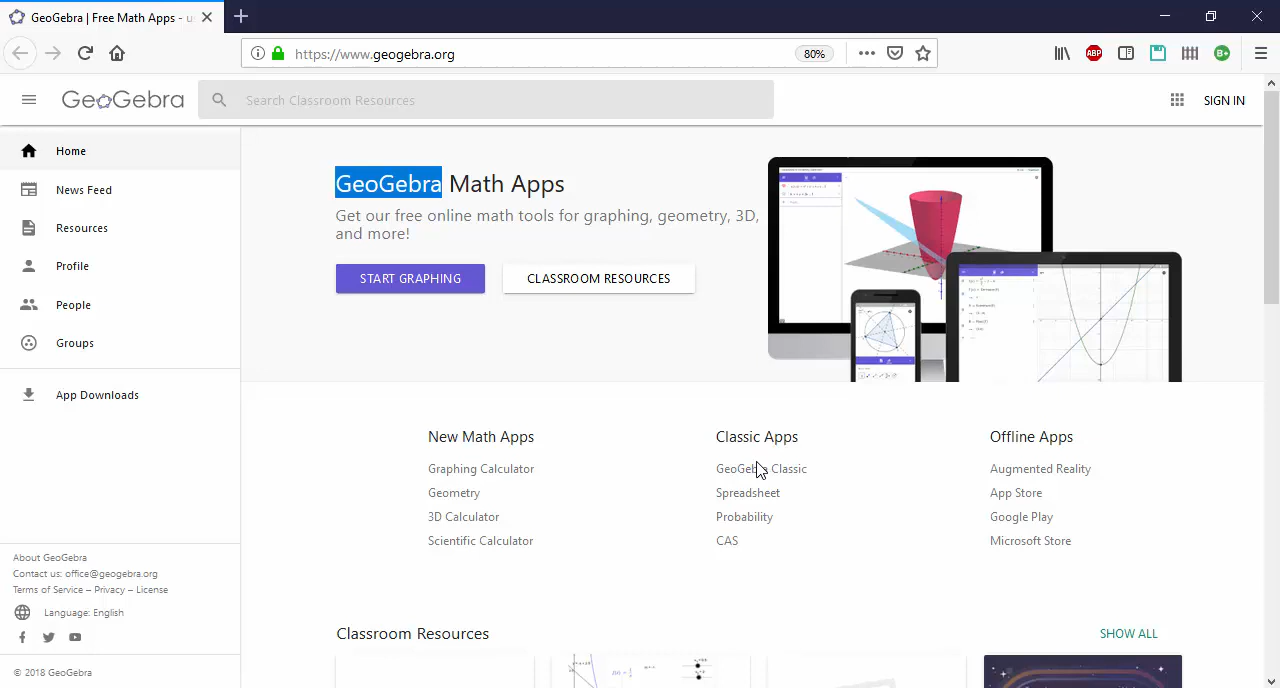 GeoGebra | Free Math Apps - us
https://www.geogebra.org
80%
ABP
B+
GeoGebra
Search Classroom Resources
SIGN IN
Home
News Feed
Resources
Profile
People
Groups
App Downloads
About GeoGebra
Contact us: office@geogebra.org
Terms of Service – Privacy – License
Language: English
© 2018 GeoGebra
GeoGebra Math Apps
Get our free online math tools for graphing, geometry, 3D,
and more!
START GRAPHING
CLASSROOM RESOURCES
New Math Apps
Graphing Calculator
Geometry
3D Calculator
Scientific Calculator
Classic Apps
GeoGebra Classic
Spreadsheet
Probability
CAS
Offline Apps
Augmented Reality
App Store
Google Play
Microsoft Store
Classroom Resources
SHOW ALL